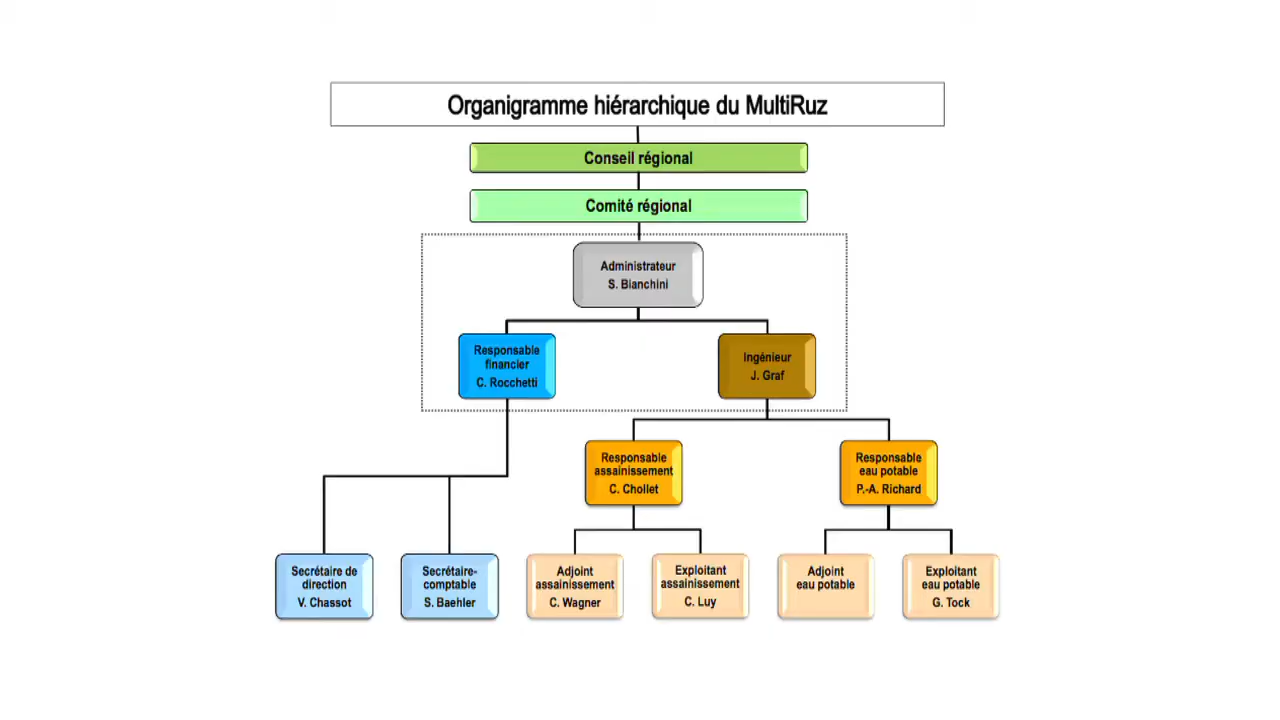 Organigramme hiérarchique du MultiRuz
Conseil régional
Comité régional
Administrateur
S. Bianchini
Responsable
financier
C. Rocchetti
Ingénieur
J. Graf
Responsable
assainissement
C. Chollet
Responsable
eau potable
P.-A. Richard
Secrétaire de
direction
V. Chassot
Secrétaire-
comptable
S. Baehler
Adjoint
assainissement
C. Wagner
Exploitant
assainissement
C. Luy
Adjoint
eau potable
Exploitant
eau potable
G. Tock